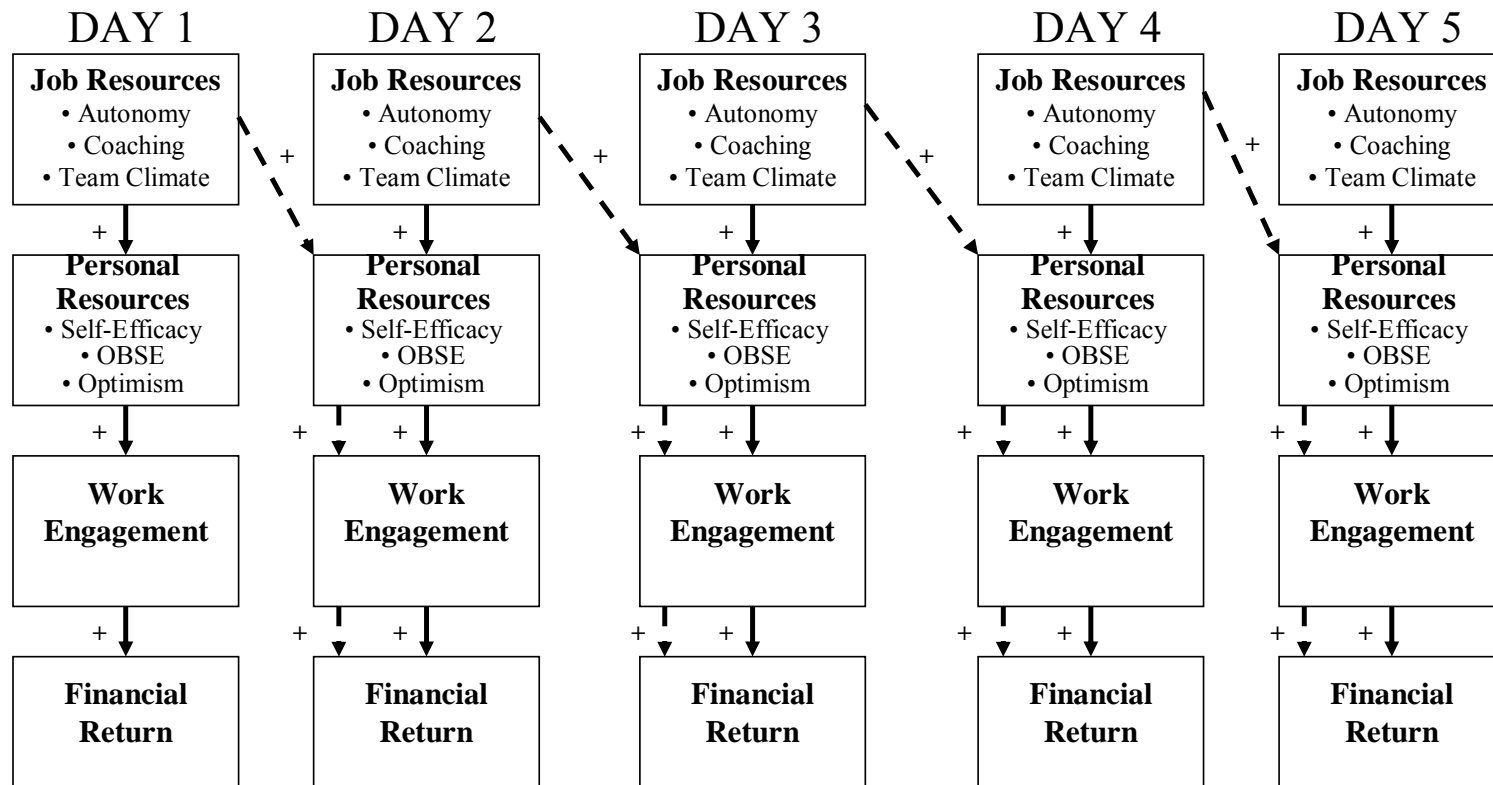 DAY 1
Job Resources
• Autonomy
• Coaching
• Team Climate
+
Personal
Resources
• Self-Efficacy
• OBSE
• Optimism
+
Work
Engagement
+
Financial
Return
+
DAY 2
Job Resources
• Autonomy
• Coaching
• Team Climate
+
Personal
Resources
• Self-Efficacy
• OBSE
• Optimism
+ +
Work
Engagement
+ +
Financial
Return
+
DAY 3
Job Resources
• Autonomy
• Coaching
• Team Climate
+
Personal
Resources
• Self-Efficacy
• OBSE
• Optimism
+ +
Work
Engagement
+ +
Financial
Return
+
DAY 4
Job Resources
• Autonomy
• Coaching
• Team Climate
+
Personal
Resources
• Self-Efficacy
• OBSE
• Optimism
+ +
Work
Engagement
+ +
Financial
Return
+
DAY 5
Job Resources
• Autonomy
• Coaching
• Team Climate
+
Personal
Resources
• Self-Efficacy
• OBSE
• Optimism
+ +
Work
Engagement
+ +
Financial
Return